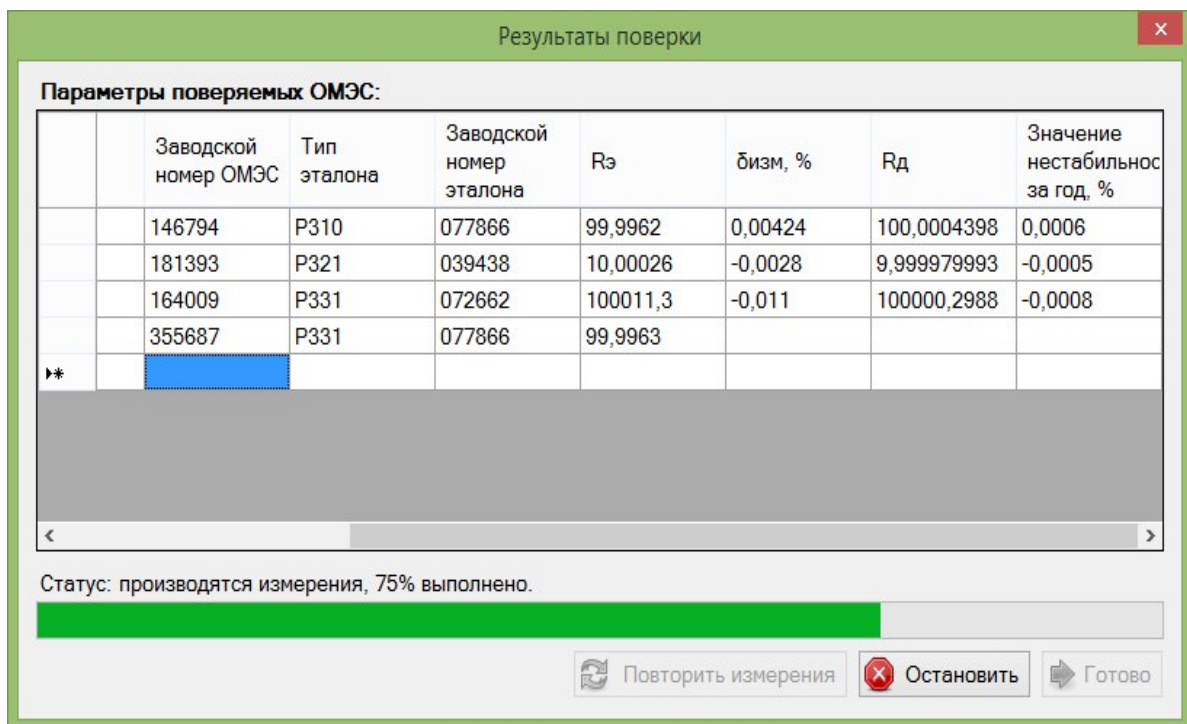 Результаты поверки
Параметры поверяемых ОМЭС:
Заводской номер ОМЭС
Тип эталона
Заводской номер эталона
Rэ
δизм, %
Rд
Значение нестабильнос за год, %
146794 P310 077866 99,9962 0,00424 100,0004398 0,0006
181393 P321 039438 10,00026 -0,0028 9,999979993 -0,0005
164009 P331 072662 100011,3 -0,011 100000,2988 -0,0008
355687 P331 077866 99,9963
Статус: производятся измерения, 75% выполнено.
Повторить измерения
Остановить
Готово